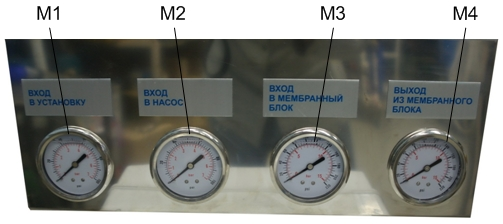 M1 M2 M3 M4
ВХОД
В УСТАНОВКУ
ВХОД
В НАСОС
ВХОД
В МЕМБРАННЫЙ
БЛОК
ВЫХОД
ИЗ МЕМБРАННОГО
БЛОКА